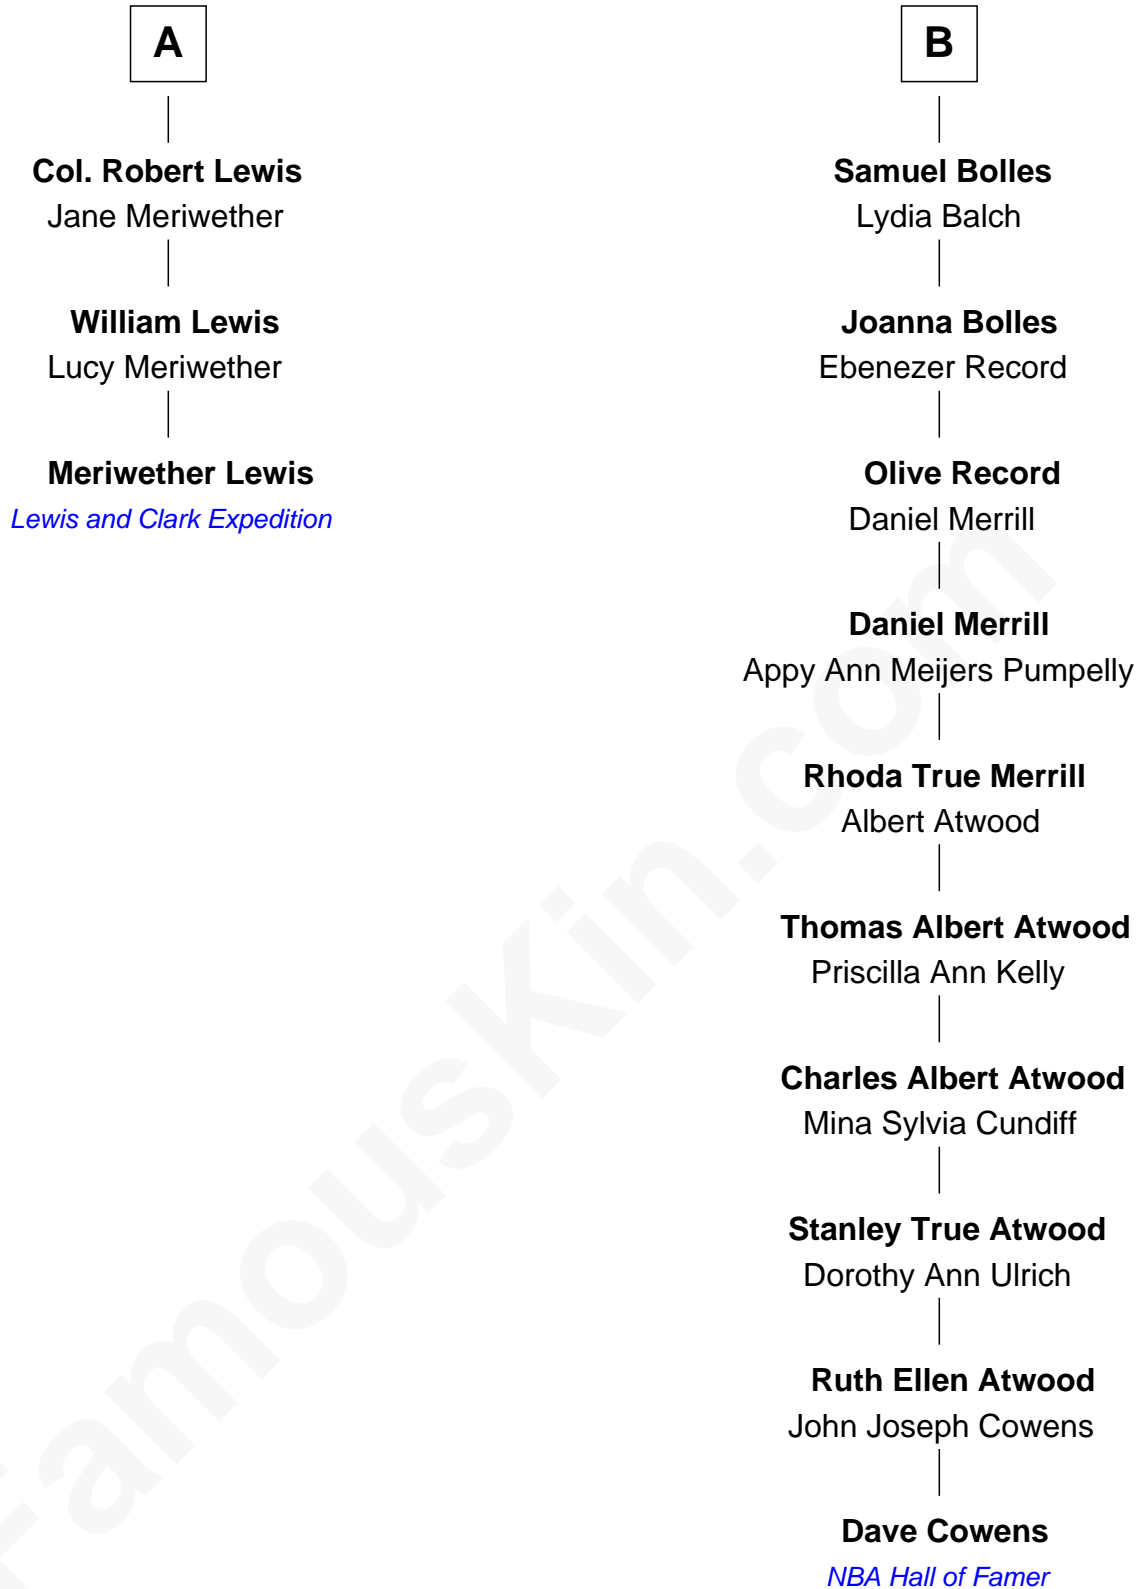 A
Col. Robert Lewis
Jane Meriwether
William Lewis
Lucy Meriwether
Meriwether Lewis
Lewis and Clark Expedition
B
Samuel Bolles
Lydia Balch
Joanna Bolles
Ebenezer Record
Olive Record
Daniel Merrill
Daniel Merrill
Appy Ann Meijers Pumpelly
Rhoda True Merrill
Albert Atwood
Thomas Albert Atwood
Priscilla Ann Kelly
Charles Albert Atwood
Mina Sylvia Cundiff
Stanley True Atwood
Dorothy Ann Ulrich
Ruth Ellen Atwood
John Joseph Cowens
Dave Cowens
NBA Hall of Famer
FamousKin.com